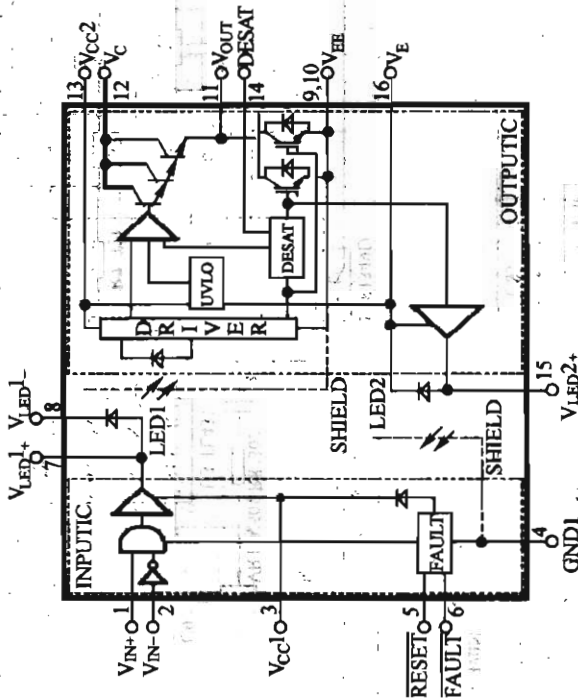 13 VCC2
12 VC
11 VOUT
14 DESAT
9,10 VEE
16 VE
OUTPUTIC
DRIVER
UVLO
DESAT
8 VLED1-
7 VLED1+
LED1
SHIELD
LED2
15 VLED2+
SHIELD
INPUTIC
FAULT
4 GND1
VIN+ 1
VIN- 2
VCC1 3
RESET 5
FAULT 6